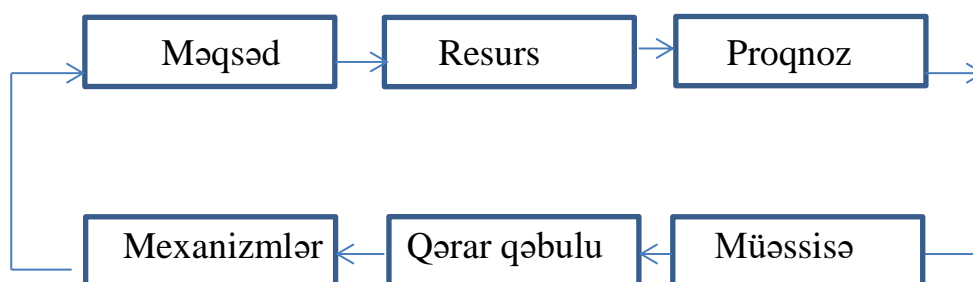 Məqsəd
Resurs
Proqnoz
Mexanizmlər
Qərar qəbulu
Müəssisə